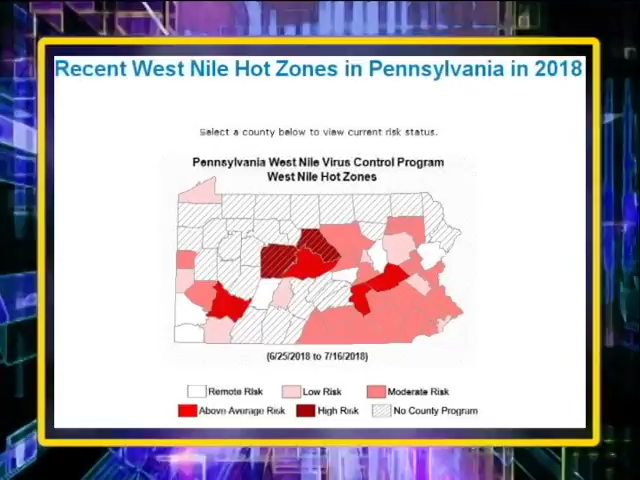 Recent West Nile Hot Zones in Pennsylvania in 2018
Select a county below to view current risk status.
Pennsylvania West Nile Virus Control Program
West Nile Hot Zones
(6/25/2018 to 7/16/2018)
Remote Risk
Low Risk
Moderate Risk
Above Average Risk
High Risk
No County Program